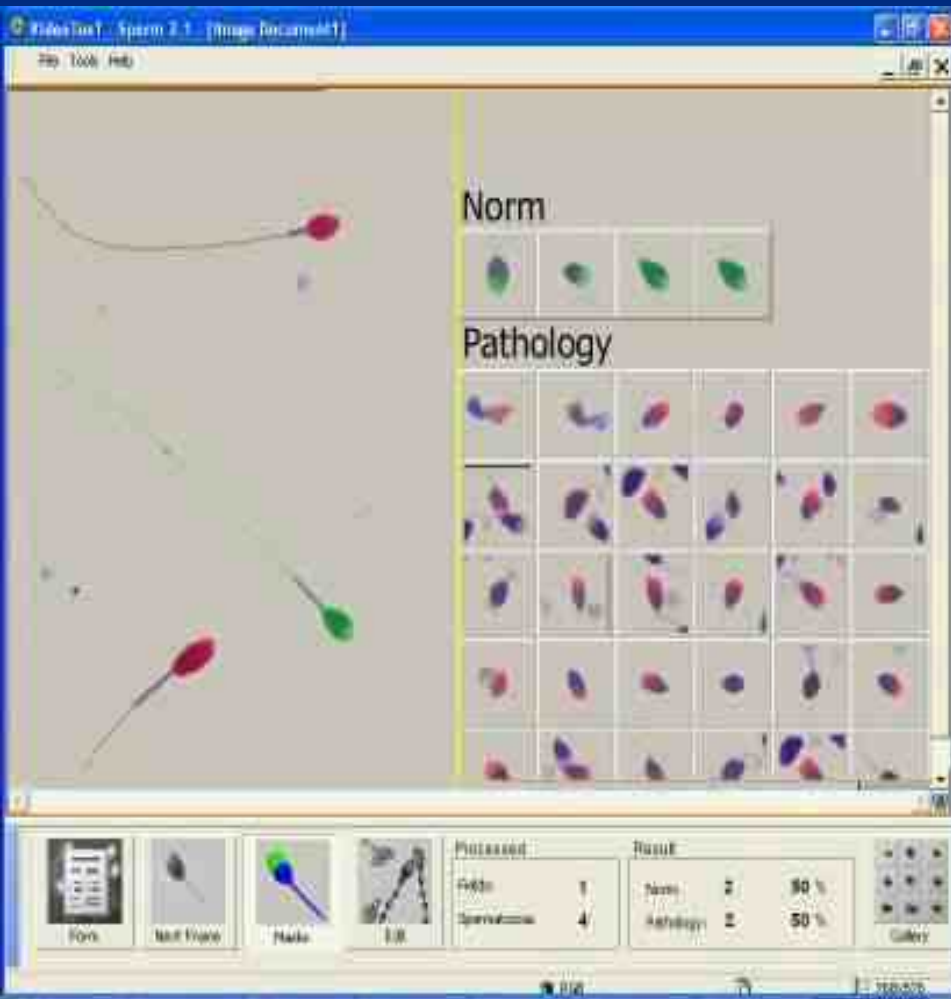 VideoTesT - Sperm 2.1 - [Image Document1]
File Tools Help
Norm
Pathology
Processed
Fields: 1
Spermatozoa: 4
Result
Norm: 2 50 %
Pathology: 2 50 %
Form
Next Frame
Masks
Edit
Gallery